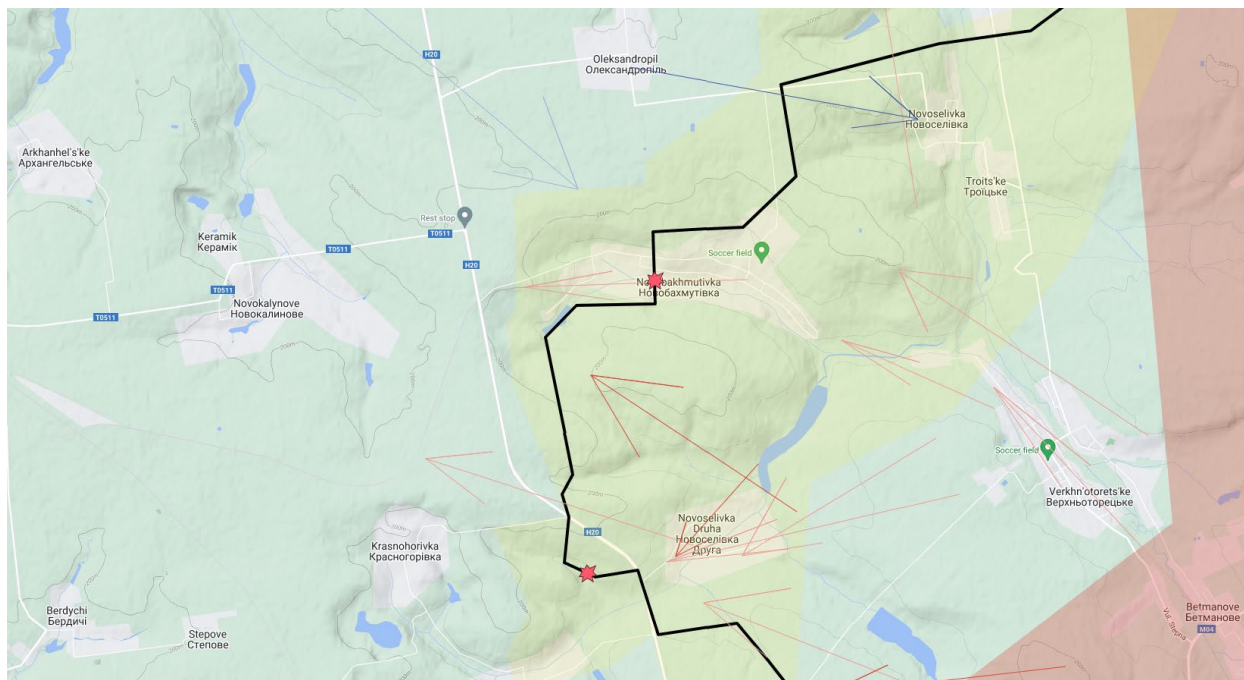 H20
Oleksandropil
Олександропіль
Novoselivka
Новоселівка
Arkhanhel's'ke
Архангельське
Troits'ke
Троїцьке
Rest stop
T0511
Keramik
Керамік
T0511
H20
Soccer field
T0511
Novokalynove
Новокалинове
T0511
Новобахмутівка
Soccer field
Verkhn'otorets'ke
Верхньоторецьке
Novoselivka
Druha
Новоселівка
Друга
H20
Krasnohorivka
Красногорівка
Berdychi
Бердичі
Stepove
Степове
Betmanove
Бетманове
M04
Vul. Stepna